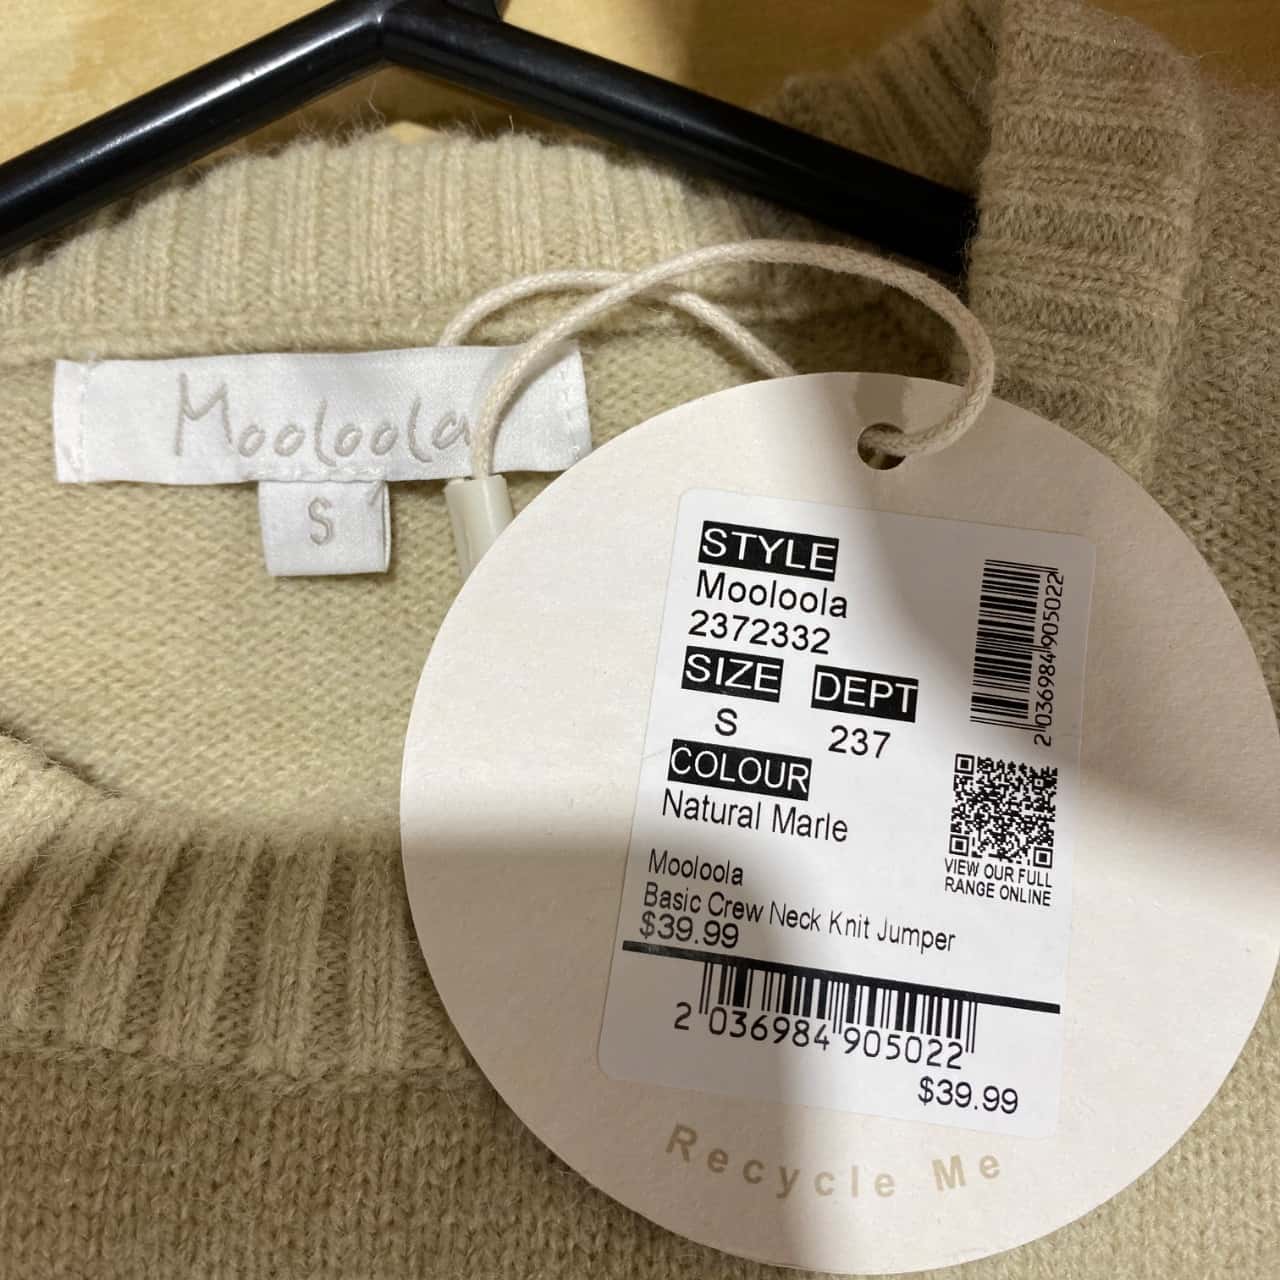 Mooloola
S
STYLE
Mooloola
2372332
SIZE DEPT
S 237
COLOUR
Natural Marle
2 036984 905022
VIEW OUR FULL
RANGE ONLINE
Mooloola
Basic Crew Neck Knit Jumper
$39.99
2 036984 905022
$39.99
Recycle Me